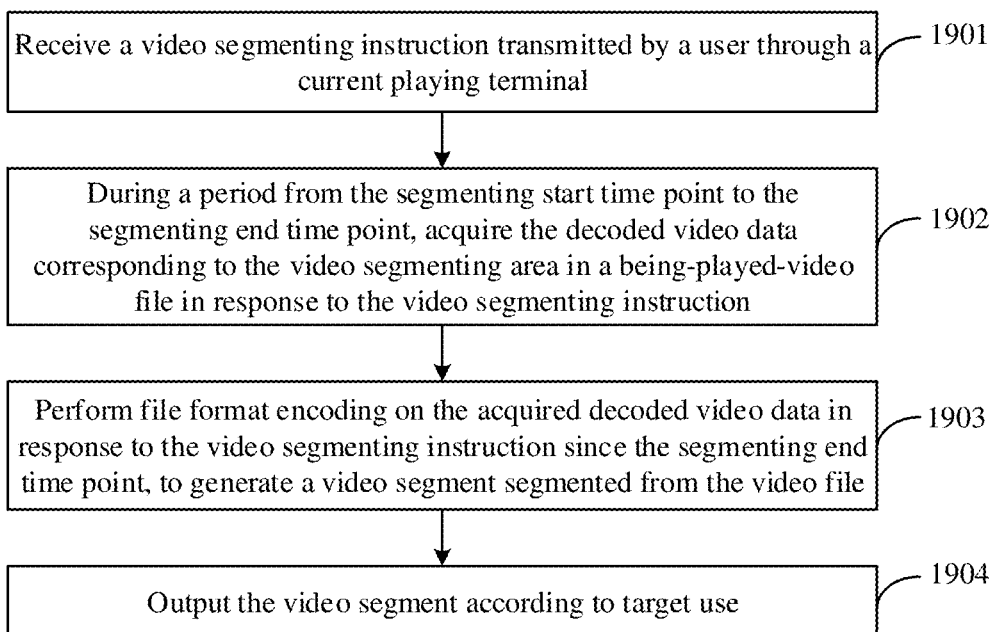 Receive a video segmenting instruction transmitted by a user through a
current playing terminal
1901
During a period from the segmenting start time point to the
segmenting end time point, acquire the decoded video data
corresponding to the video segmenting area in a being-played-video
file in response to the video segmenting instruction
1902
Perform file format encoding on the acquired decoded video data in
response to the video segmenting instruction since the segmenting end
time point, to generate a video segment segmented from the video file
1903
Output the video segment according to target use
1904